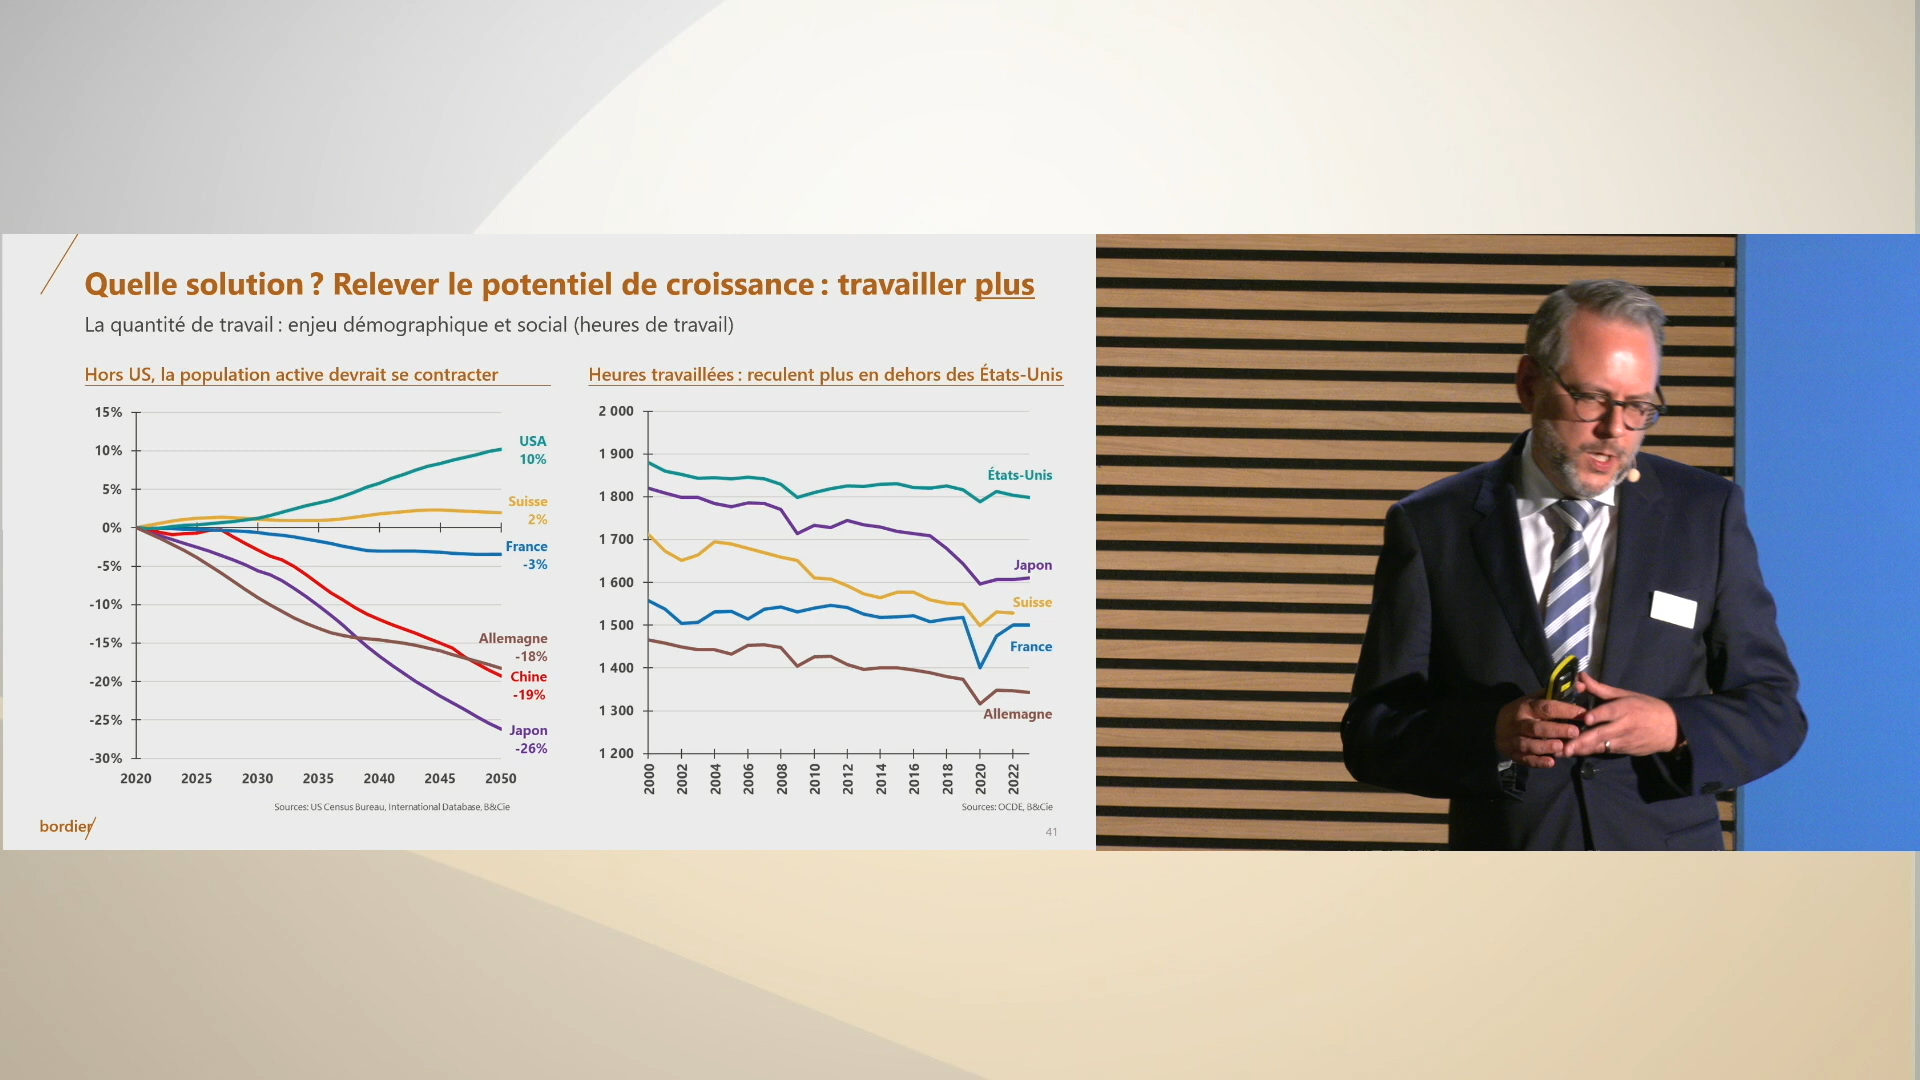 Quelle solution ? Relever le potentiel de croissance : travailler plus
La quantité de travail : enjeu démographique et social (heures de travail)
Hors US, la population active devrait se contracter
15%
10%
5%
0%
-5%
-10%
-15%
-20%
-25%
-30%
2020 2025 2030 2035 2040 2045 2050
USA
10%
Suisse
2%
France
-3%
Allemagne
-18%
Chine
-19%
Japon
-26%
Sources: US Census Bureau, International Database, B&Cie
Heures travaillées : reculent plus en dehors des États-Unis
2 000
1 900
1 800
1 700
1 600
1 500
1 400
1 300
1 200
2000 2002 2004 2006 2008 2010 2012 2014 2016 2018 2020 2022
États-Unis
Japon
Suisse
France
Allemagne
Sources: OCDE, B&Cie
bordier
41